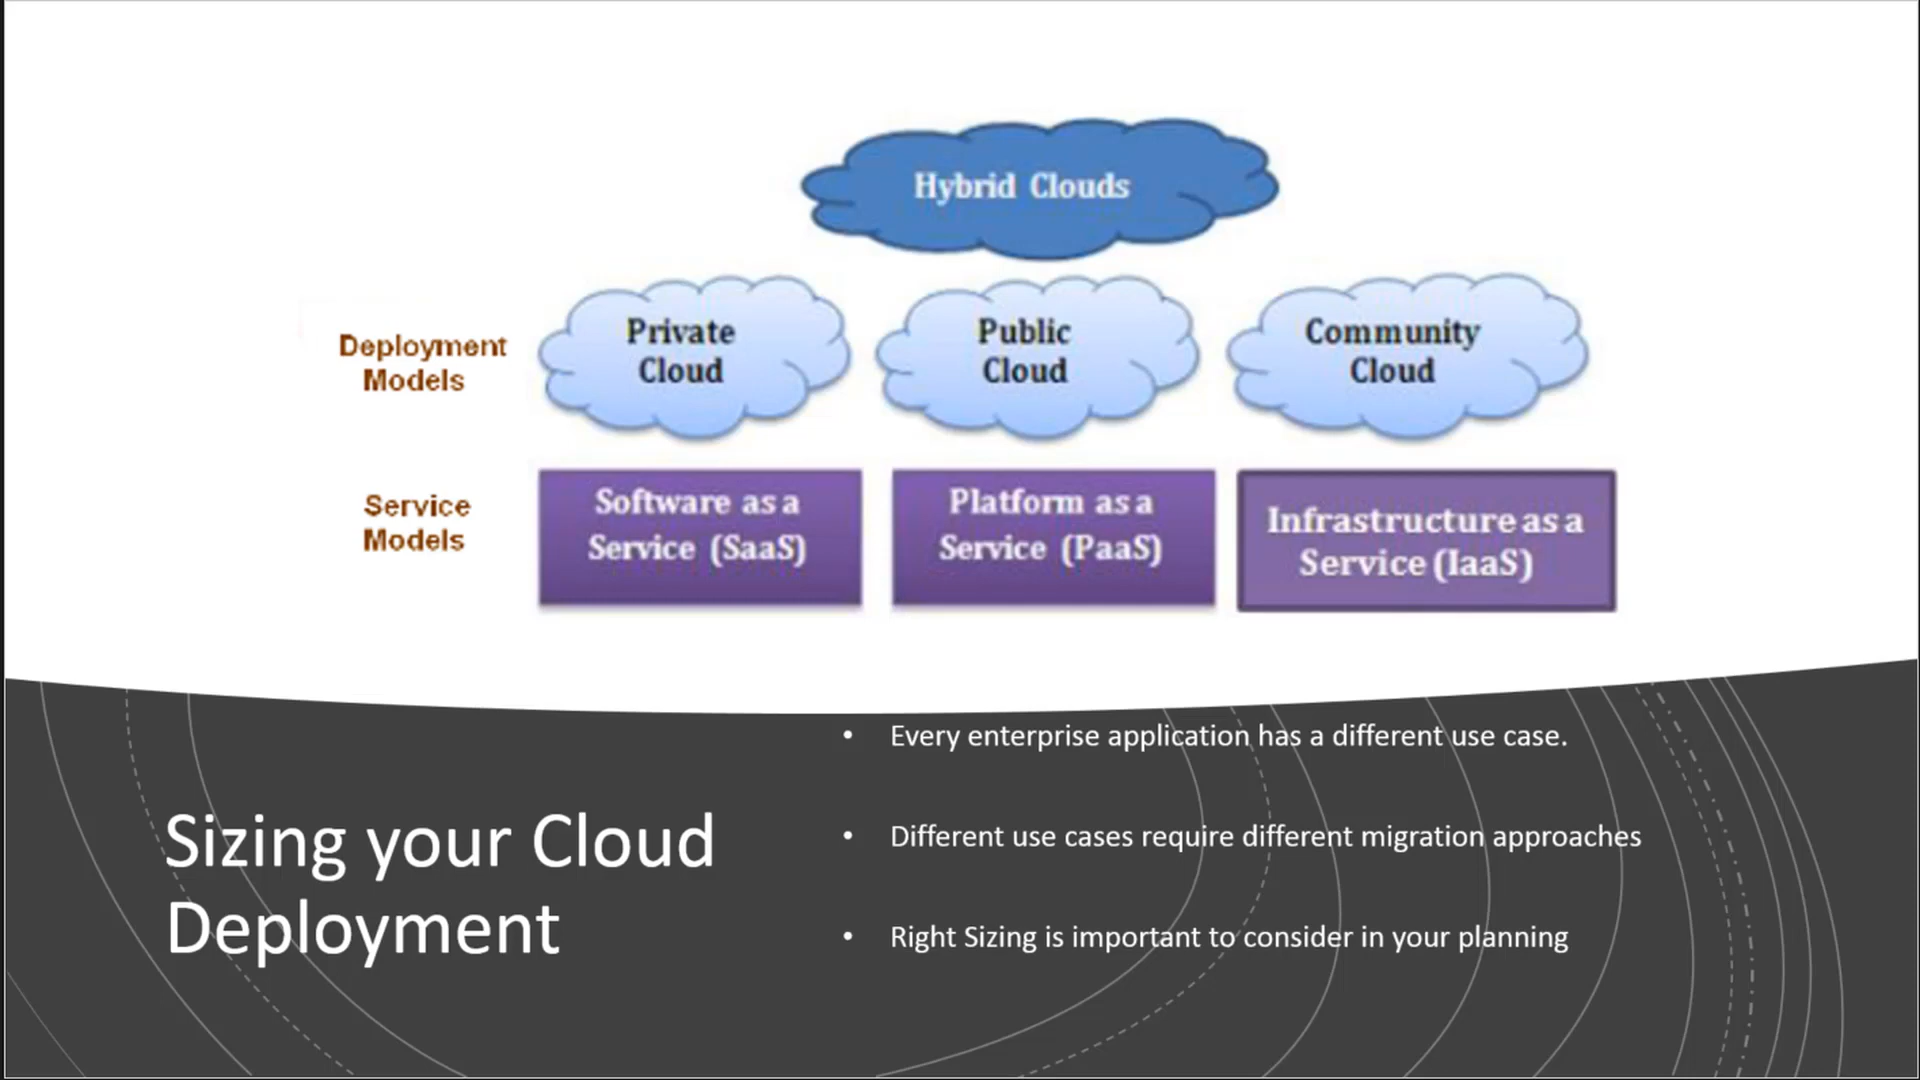 Hybrid Clouds
Deployment
Models
Private
Cloud
Public
Cloud
Community
Cloud
Service
Models
Software as a
Service (SaaS)
Platform as a
Service (PaaS)
Infrastructure as a
Service (IaaS)
Sizing your Cloud
Deployment
• Every enterprise application has a different use case.
• Different use cases require different migration approaches
• Right Sizing is important to consider in your planning